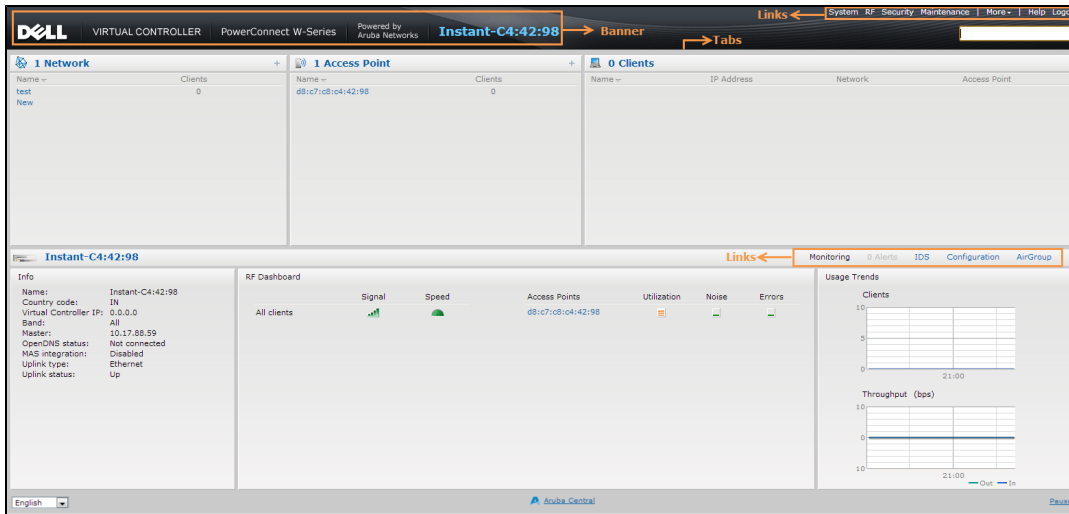 DELL VIRTUAL CONTROLLER PowerConnect W-Series Powered by Aruba Networks Instant-C4:42:98 Banner
Links System RF Security Maintenance | More | Help
Tabs
1 Network +
Name Clients
test 0
New
1 Access Point +
Name Clients
d8:c7:c8:c4:42:98 0
0 Clients
Name IP Address Network Access Point
Instant-C4:42:98
Links Monitoring 0 Alerts IDS Configuration AirGroup
Info
Name: Instant-C4:42:98
Country code: IN
Virtual Controller IP: 0.0.0.0
Band: All
Master: 10.17.88.59
OpenDNS status: Not connected
MAS integration: Disabled
Uplink type: Ethernet
Uplink status: Up
RF Dashboard
Signal Speed Access Points Utilization Noise Errors
All clients d8:c7:c8:c4:42:98
Usage Trends
Clients
10
5
0
21:00
Throughput (bps)
10
0
10
21:00
Out In
English Aruba Central Pause